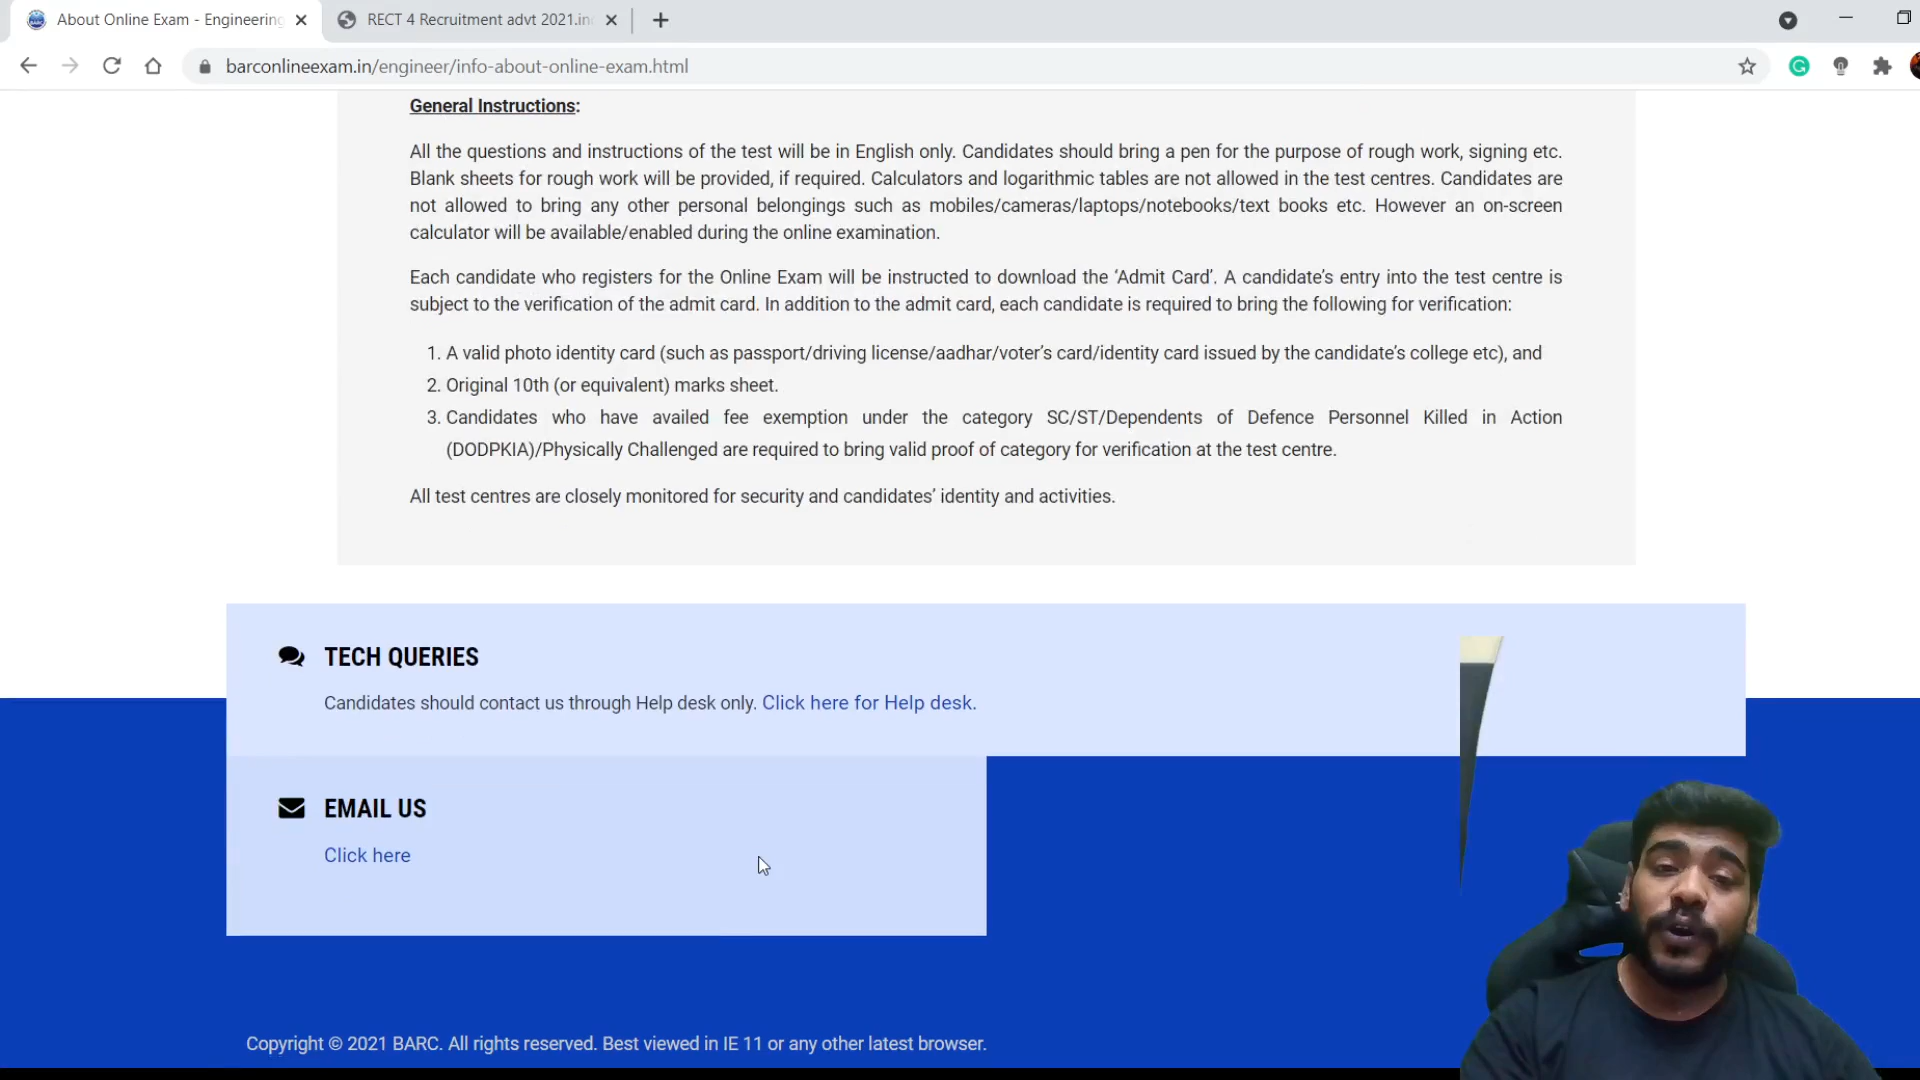 About Online Exam - Engineering
RECT 4 Recruitment advt 2021.in
barconlineexam.in/engineer/info-about-online-exam.html
General Instructions:
All the questions and instructions of the test will be in English only. Candidates should bring a pen for the purpose of rough work, signing etc.
Blank sheets for rough work will be provided, if required. Calculators and logarithmic tables are not allowed in the test centres. Candidates are
not allowed to bring any other personal belongings such as mobiles/cameras/laptops/notebooks/text books etc. However an on-screen
calculator will be available/enabled during the online examination.
Each candidate who registers for the Online Exam will be instructed to download the ‘Admit Card’. A candidate’s entry into the test centre is
subject to the verification of the admit card. In addition to the admit card, each candidate is required to bring the following for verification:
1. A valid photo identity card (such as passport/driving license/aadhar/voter’s card/identity card issued by the candidate’s college etc), and
2. Original 10th (or equivalent) marks sheet.
3. Candidates who have availed fee exemption under the category SC/ST/Dependents of Defence Personnel Killed in Action
(DODPKIA)/Physically Challenged are required to bring valid proof of category for verification at the test centre.
All test centres are closely monitored for security and candidates’ identity and activities.
TECH QUERIES
Candidates should contact us through Help desk only. Click here for Help desk.
EMAIL US
Click here
Copyright © 2021 BARC. All rights reserved. Best viewed in IE 11 or any other latest browser.